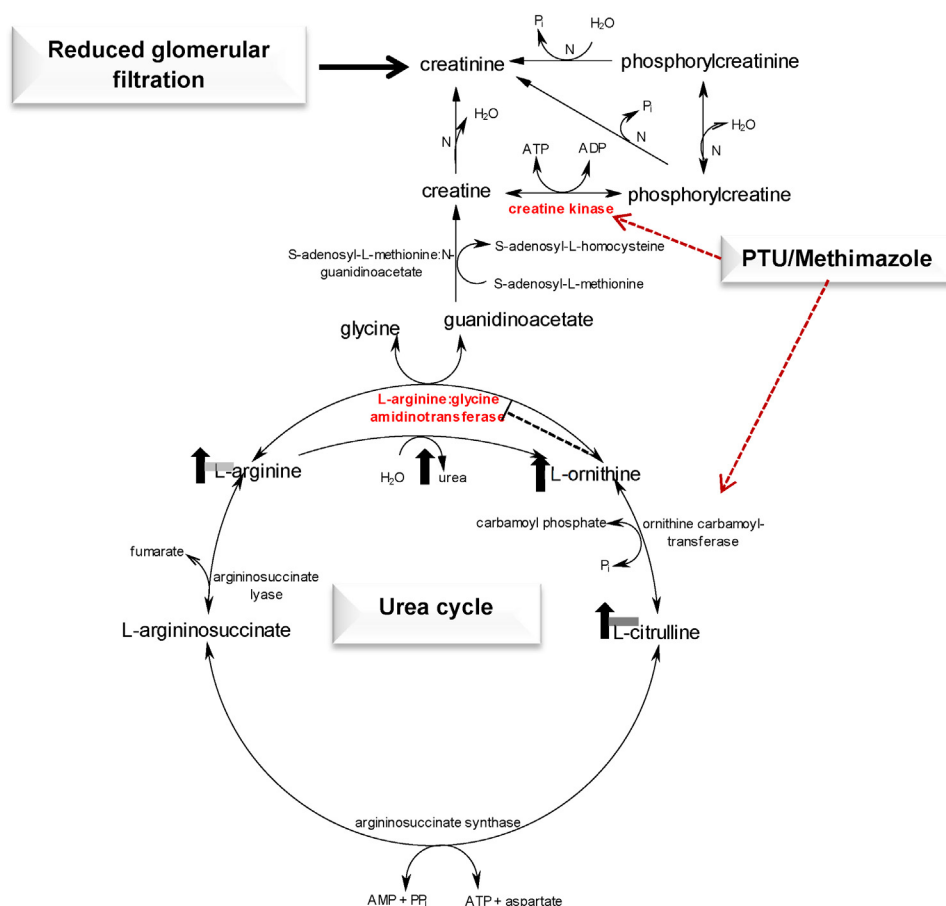 Reduced glomerular
filtration
creatinine
Pi
H2O
N
phosphorylcreatinine
N
H2O
Pi
N
H2O
N
ATP
ADP
creatine
phosphorylcreatine
creatine kinase
PTU/Methimazole
S-adenosyl-L-methionine:N-
guanidinoacetate
S-adenosyl-L-homocysteine
S-adenosyl-L-methionine
glycine
guanidinoacetate
L-arginine:glycine
amidinotransferase
L-arginine
H2O
urea
L-ornithine
carbamoyl phosphate
ornithine carbamoyl-
transferase
Pi
fumarate
argininosuccinate
lyase
Urea cycle
L-argininosuccinate
L-citrulline
argininosuccinate synthase
AMP + PPi
ATP + aspartate